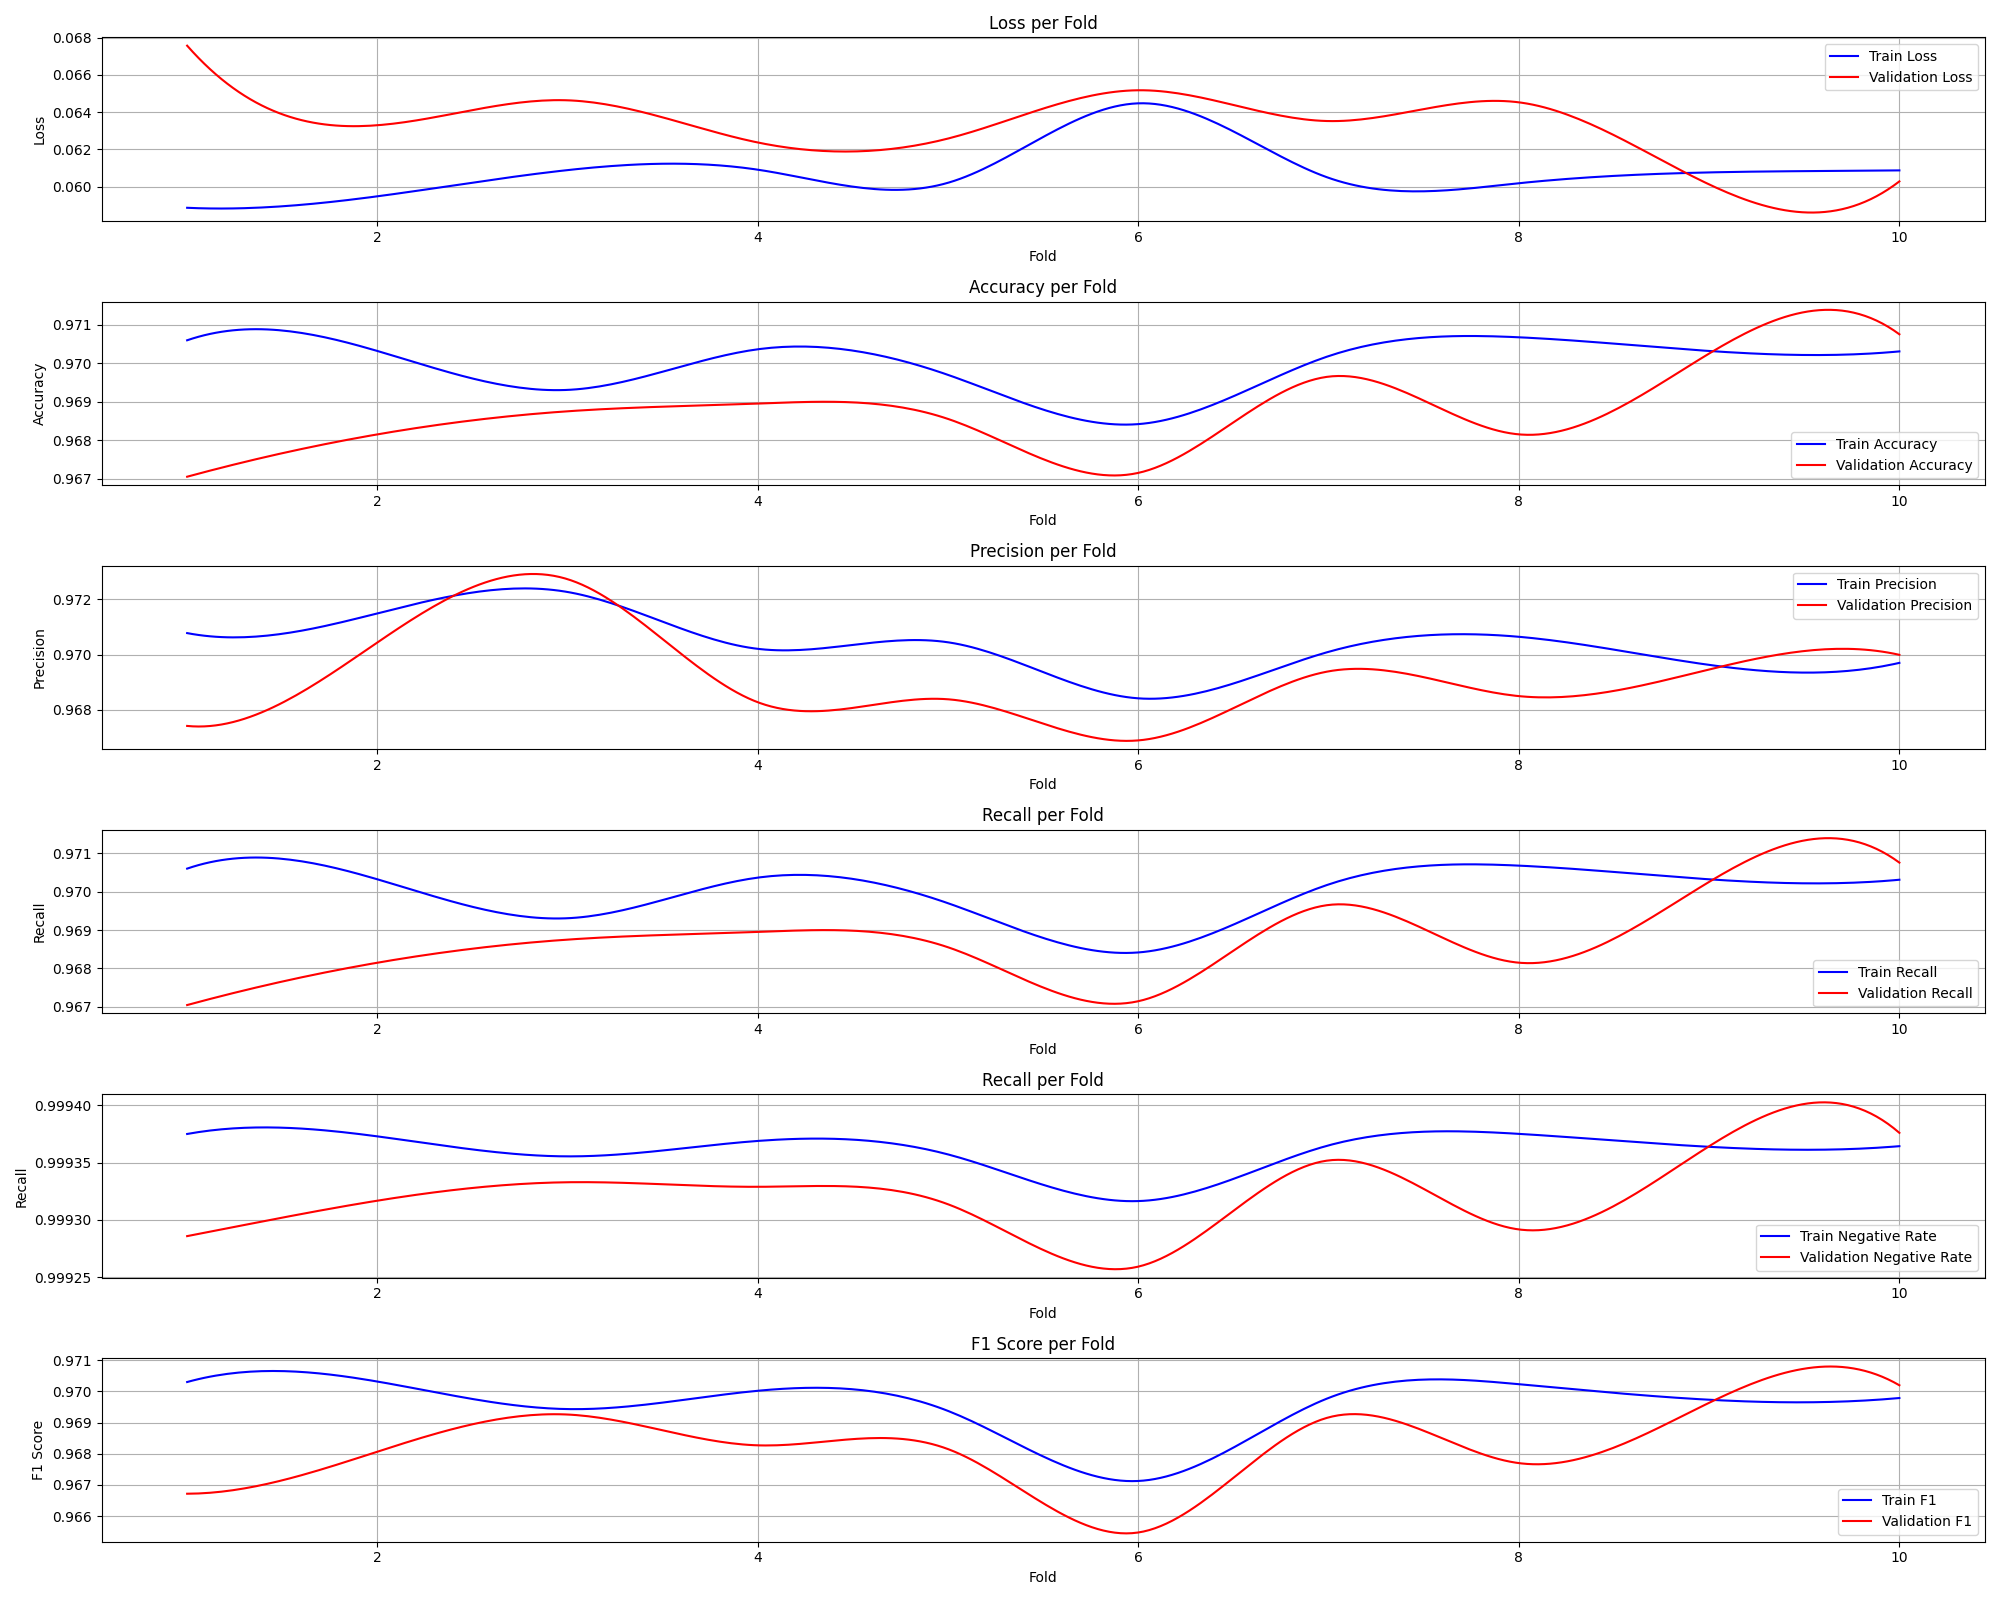 Loss per Fold
0.068
0.066
0.064
0.062
0.060
Loss
Train Loss
Validation Loss
2 4 6 8 10
Fold
Accuracy per Fold
0.971
0.970
0.969
0.968
0.967
Accuracy
Train Accuracy
Validation Accuracy
2 4 6 8 10
Fold
Precision per Fold
0.972
0.970
0.968
Precision
Train Precision
Validation Precision
2 4 6 8 10
Fold
Recall per Fold
0.971
0.970
0.969
0.968
0.967
Recall
Train Recall
Validation Recall
2 4 6 8 10
Fold
Recall per Fold
0.99940
0.99935
0.99930
0.99925
Recall
Train Negative Rate
Validation Negative Rate
2 4 6 8 10
Fold
F1 Score per Fold
0.971
0.970
0.969
0.968
0.967
0.966
F1 Score
Train F1
Validation F1
2 4 6 8 10
Fold